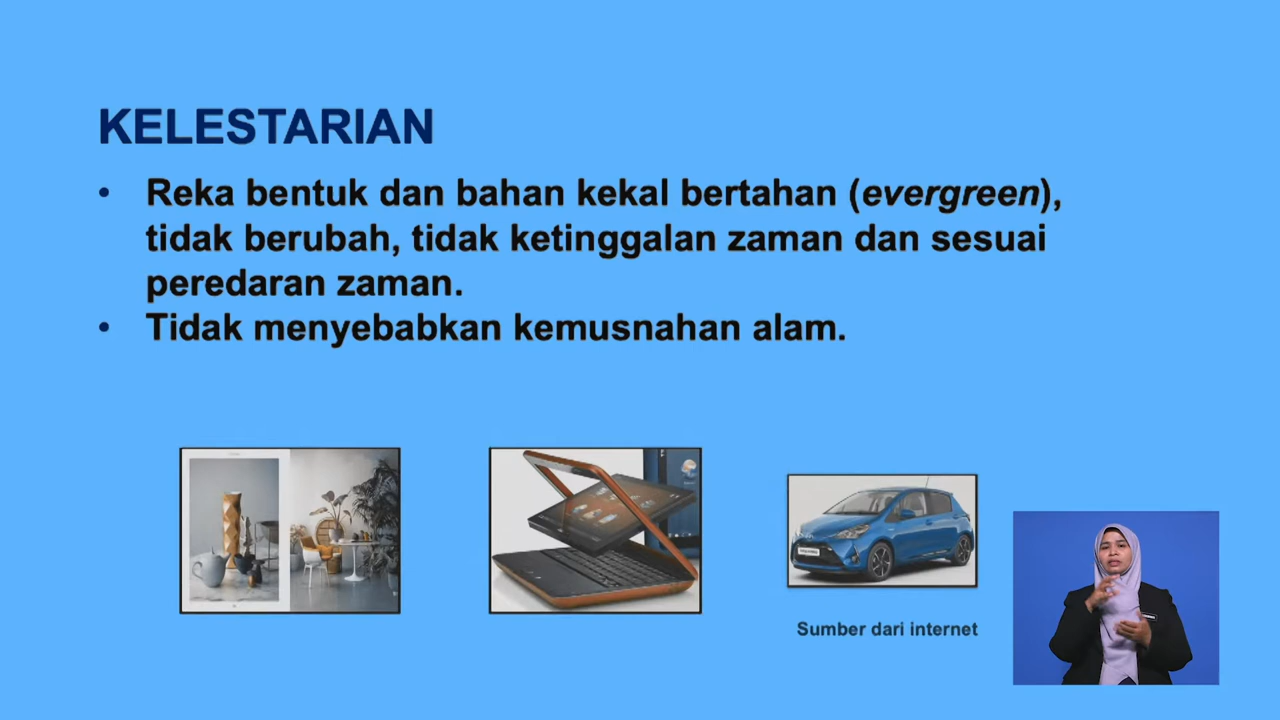 KELESTARIAN
• Reka bentuk dan bahan kekal bertahan (evergreen),
tidak berubah, tidak ketinggalan zaman dan sesuai
peredaran zaman.
• Tidak menyebabkan kemusnahan alam.
Sumber dari internet